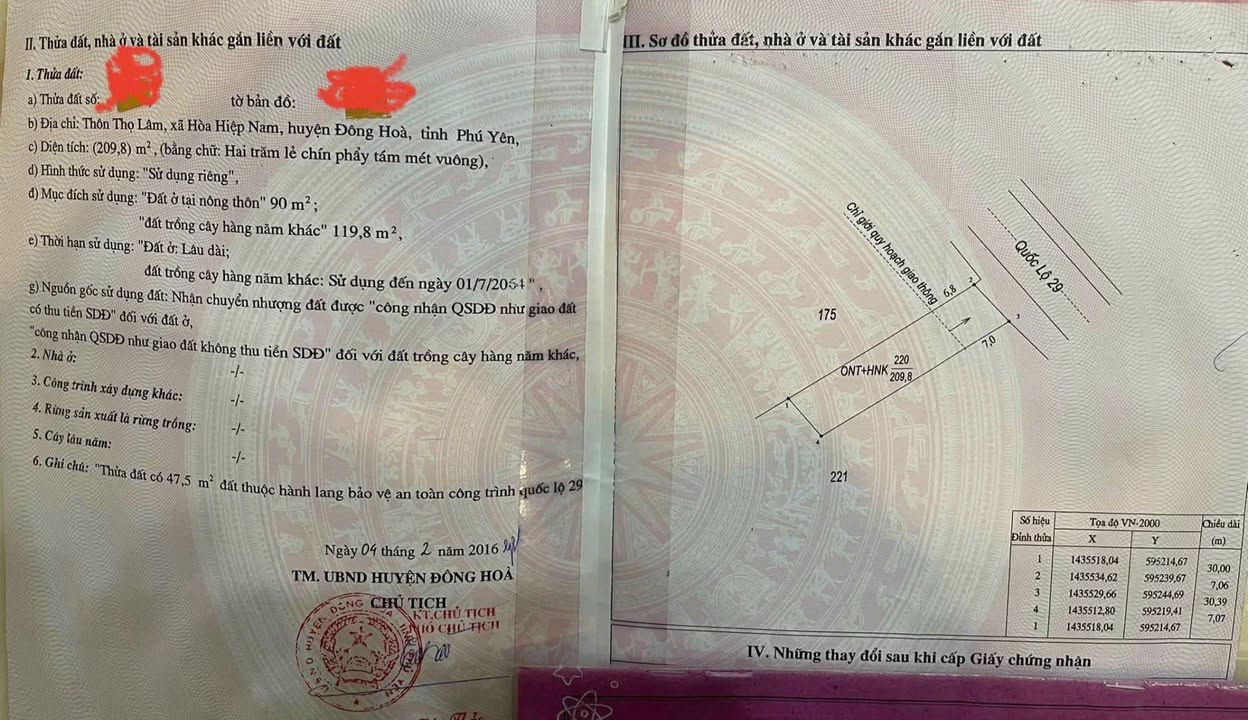 II. Thửa đất, nhà ở và tài sản khác gắn liền với đất
1. Thửa đất:
a) Thửa đất số: tờ bản đồ:
b) Địa chỉ: Thôn Thọ Lâm, xã Hòa Hiệp Nam, huyện Đông Hoà, tỉnh Phú Yên,
c) Diện tích: (209,8) m², (bằng chữ: Hai trăm lẻ chín phẩy tám mét vuông),
d) Hình thức sử dụng: "Sử dụng riêng",
đ) Mục đích sử dụng: "Đất ở tại nông thôn" 90 m²;
"đất trồng cây hàng năm khác" 119,8 m²,
e) Thời hạn sử dụng: "Đất ở: Lâu dài;
đất trồng cây hàng năm khác: Sử dụng đến ngày 01/7/2064",
g) Nguồn gốc sử dụng đất: Nhận chuyển nhượng đất được "công nhận QSDĐ như giao đất
có thu tiền SDĐ" đối với đất ở,
"công nhận QSDĐ như giao đất không thu tiền SDĐ" đối với đất trồng cây hàng năm khác,
2. Nhà ở: -/-
3. Công trình xây dựng khác: -/-
4. Rừng sản xuất là rừng trồng: -/-
5. Cây lâu năm: -/-
6. Ghi chú: "Thửa đất có 47,5 m² đất thuộc hành lang bảo vệ an toàn công trình quốc lộ 29
Ngày 04 tháng 2 năm 2016
TM. UBND HUYỆN ĐÔNG HOÀ
CHỦ TỊCH
KT.CHỦ TỊCH
PHÓ CHỦ TỊCH
III. Sơ đồ thửa đất, nhà ở và tài sản khác gắn liền với đất
Chỉ giới quy hoạch giao thông
Quốc Lộ 29
6,8
2
3
7,0
175
ONT+HNK 220
209,8
1
4
221
Số hiệu Đỉnh thửa Tọa độ VN-2000 Chiều dài (m)
X Y
1 1435518,04 595214,67
30,00
2 1435534,62 595239,67
7,06
3 1435529,66 595244,69
30,39
4 1435512,80 595219,41
7,07
1 1435518,04 595214,67
IV. Những thay đổi sau khi cấp Giấy chứng nhận